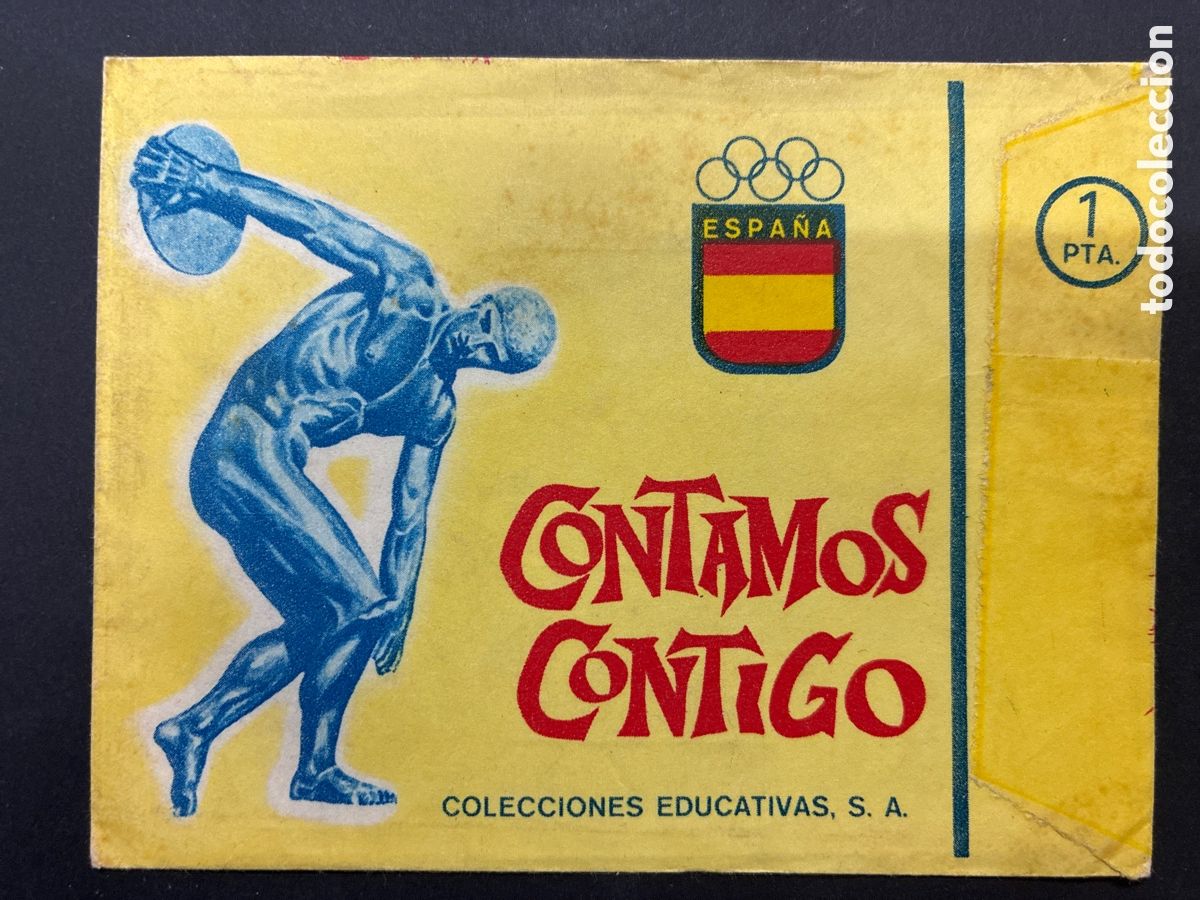 ESPAÑA
1
PTA.
CONTAMOS
CONTIGO
COLECCIONES EDUCATIVAS, S. A.
todocoleccion